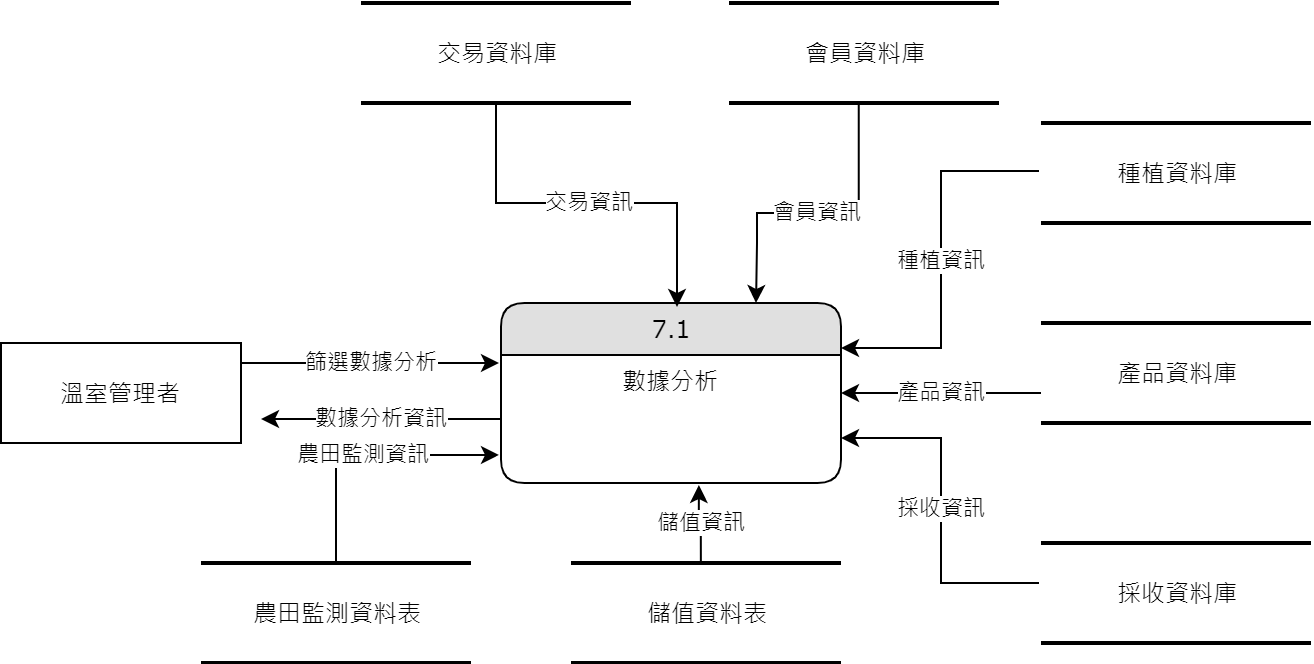 交易資料庫
會員資料庫
種植資料庫
交易資訊
會員資訊
種植資訊
7.1
篩選數據分析
溫室管理者
數據分析
產品資料庫
產品資訊
數據分析資訊
農田監測資訊
採收資訊
儲值資訊
採收資料庫
農田監測資料表
儲值資料表